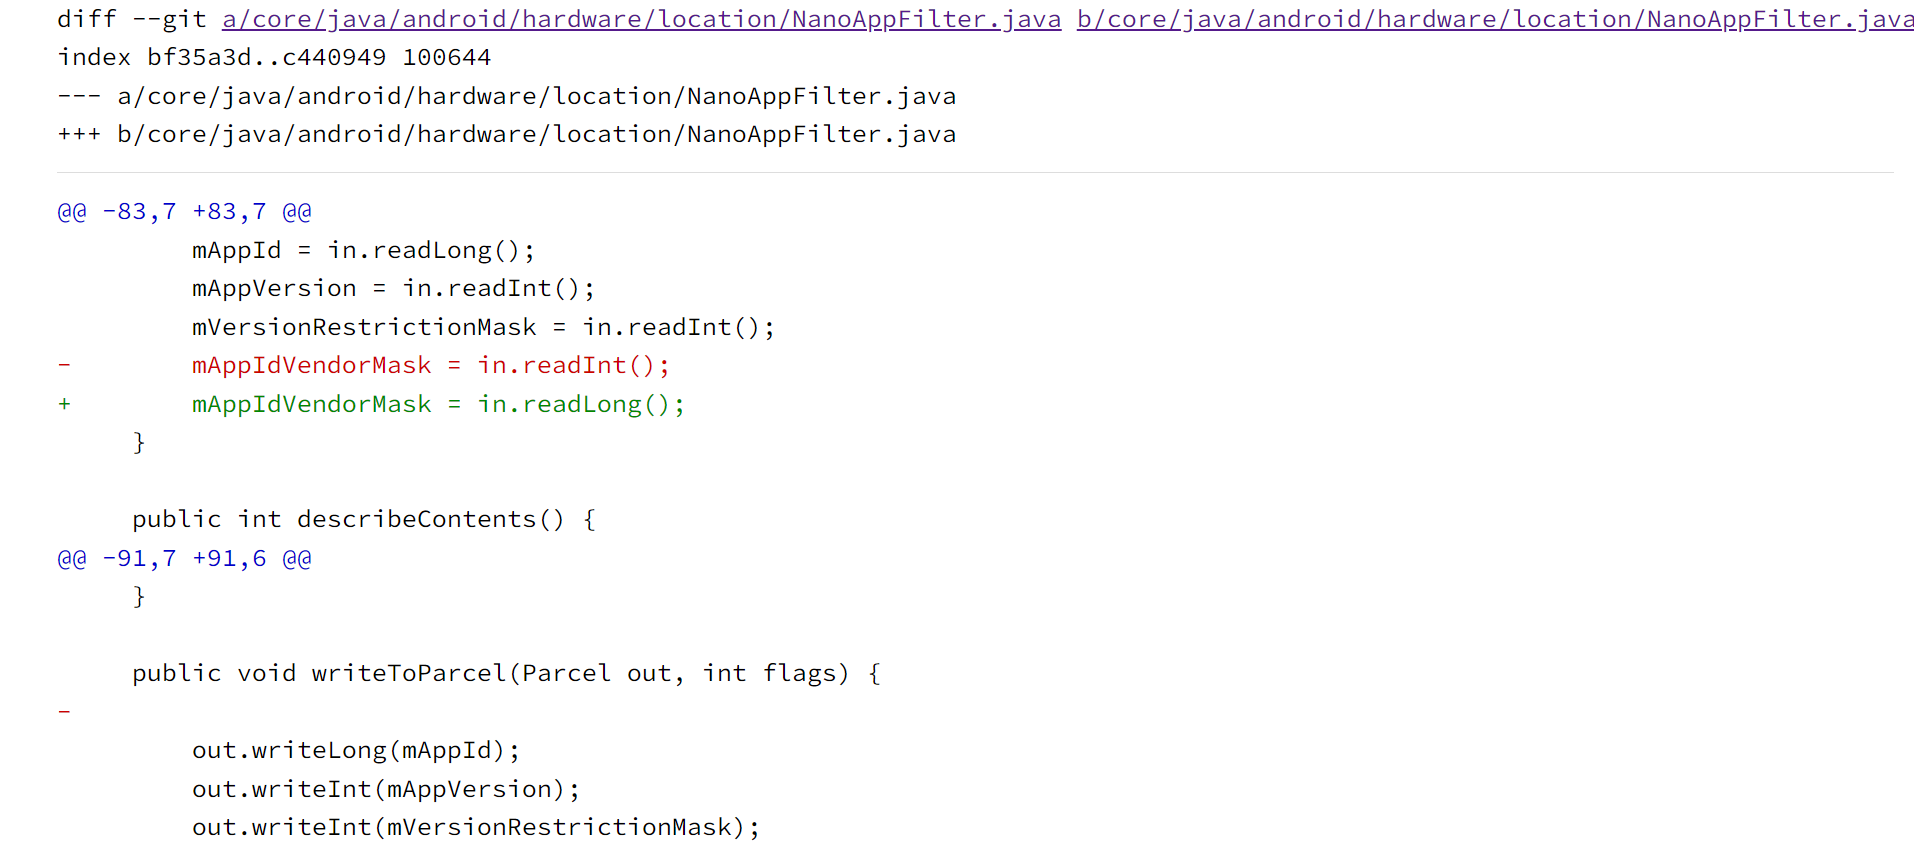 diff --git a/core/java/android/hardware/location/NanoAppFilter.java b/core/java/android/hardware/location/NanoAppFilter.java
index bf35a3d..c440949 100644
--- a/core/java/android/hardware/location/NanoAppFilter.java
+++ b/core/java/android/hardware/location/NanoAppFilter.java
@@ -83,7 +83,7 @@
         mAppId = in.readLong();
         mAppVersion = in.readInt();
         mVersionRestrictionMask = in.readInt();
-        mAppIdVendorMask = in.readInt();
+        mAppIdVendorMask = in.readLong();
     }
     public int describeContents() {
@@ -91,7 +91,6 @@
     }
     public void writeToParcel(Parcel out, int flags) {
-
         out.writeLong(mAppId);
         out.writeInt(mAppVersion);
         out.writeInt(mVersionRestrictionMask);